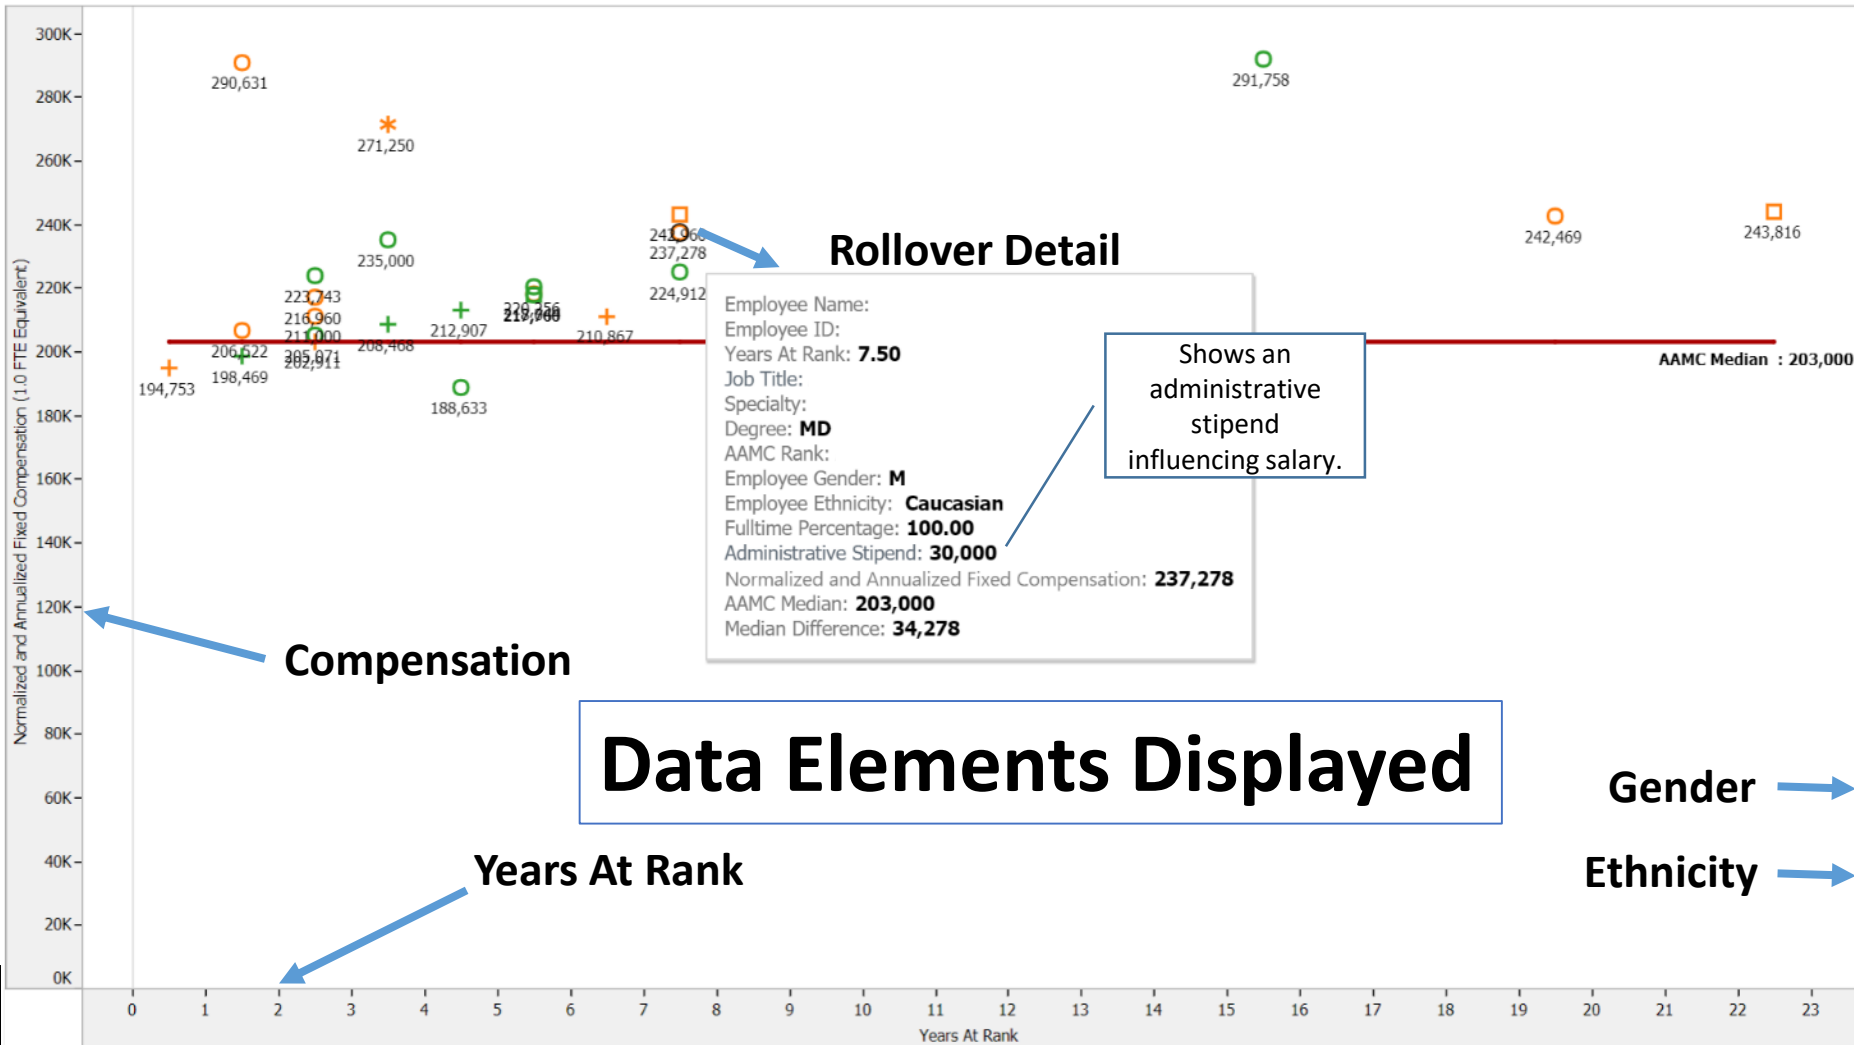 300K
290,631
291,758
280K
271,250
260K
240K
242,469
243,816
237,278
235,000
Rollover Detail
220K
223,743
224,912
216,960
212,907
210,867
208,468
200K
206,522
202,911
198,469
194,753
188,633
AAMC Median : 203,000
Employee Name:
Employee ID:
Years At Rank: 7.50
Job Title:
Specialty:
Degree: MD
AAMC Rank:
Employee Gender: M
Employee Ethnicity: Caucasian
Fulltime Percentage: 100.00
Administrative Stipend: 30,000
Normalized and Annualized Fixed Compensation: 237,278
AAMC Median: 203,000
Median Difference: 34,278
Shows an
administrative
stipend
influencing salary.
180K
160K
140K
120K
100K
80K
60K
40K
20K
0K
Normalized and Annualized Fixed Compensation (1.0 FTE Equivalent)
Compensation
Data Elements Displayed
Gender
Ethnicity
Years At Rank
0 1 2 3 4 5 6 7 8 9 10 11 12 13 14 15 16 17 18 19 20 21 22 23
Years At Rank